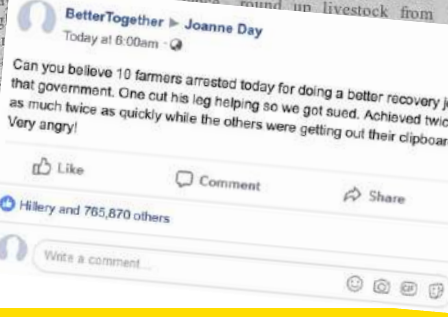 round up livestock from
BetterTogether ▸ Joanne Day
Today at 6:00am ·
Can you believe 10 farmers arrested today for doing a better recovery j
that government. One cut his leg helping so we got sued. Achieved twic
as much twice as quickly while the others were getting out their clipboar
Very angry!
Like Comment Share
Hillery and 765,870 others
Write a comment...
GIF